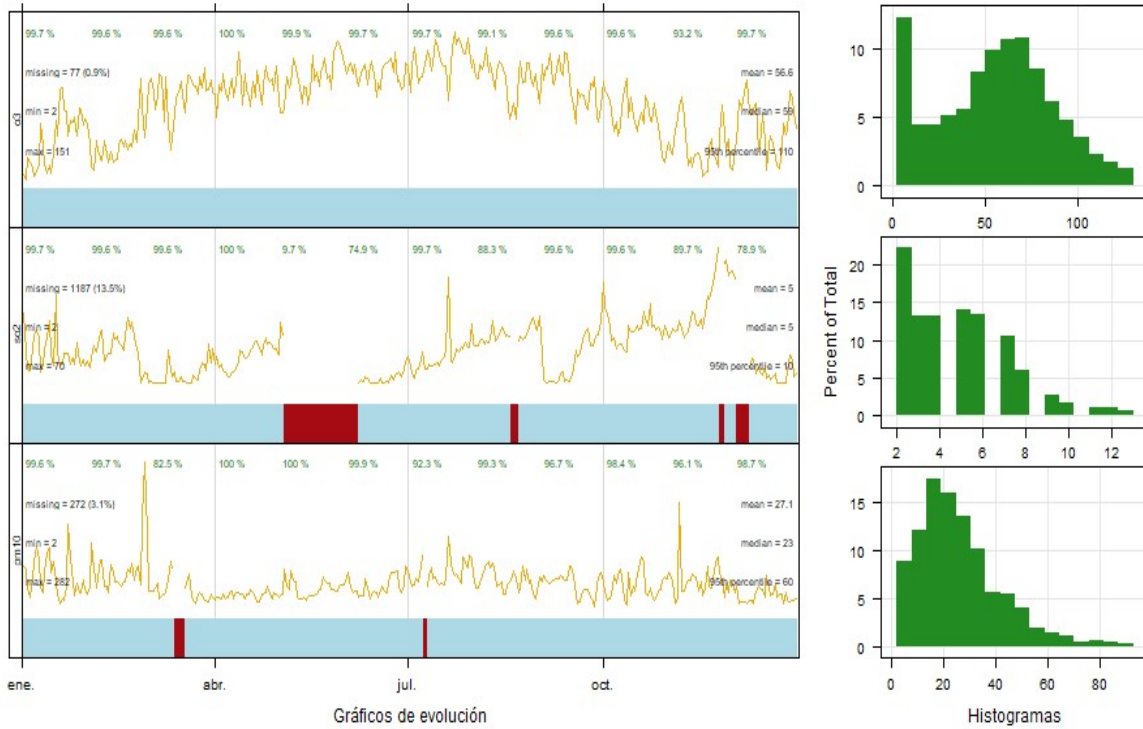 99.7 % 99.6 % 99.6 % 100 % 99.9 % 99.7 % 99.7 % 99.1 % 99.6 % 99.6 % 93.2 % 99.7 %
missing = 77 (0.9%) mean = 56.6
o3
min = 2 median = 59
max = 151 95th percentile = 110
10
5
0
0 50 100
99.7 % 99.6 % 99.6 % 100 % 9.7 % 74.9 % 99.7 % 88.3 % 99.6 % 99.6 % 89.7 % 78.9 %
missing = 1187 (13.5%) mean = 5
so2
min = 2 median = 5
max = 70 95th percentile = 10
Percent of Total
20
15
10
5
0
2 4 6 8 10 12
99.6 % 99.7 % 82.5 % 100 % 100 % 99.9 % 92.3 % 99.3 % 96.7 % 98.4 % 96.1 % 98.7 %
missing = 272 (3.1%) mean = 27.1
pm10
min = 2 median = 23
max = 282 95th percentile = 60
15
10
5
0
0 20 40 60 80
ene. abr. jul. oct.
Gráficos de evolución
Histogramas